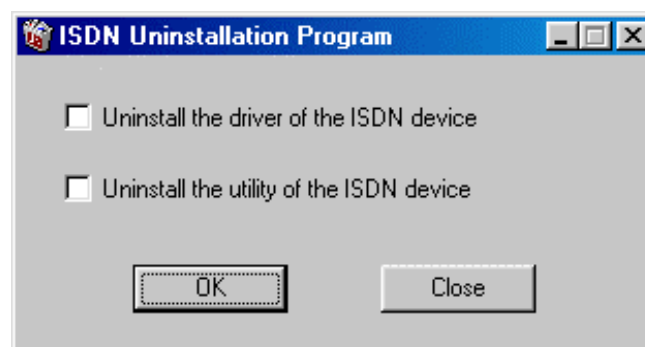 ISDN Uninstallation Program
Uninstall the driver of the ISDN device
Uninstall the utility of the ISDN device
OK Close